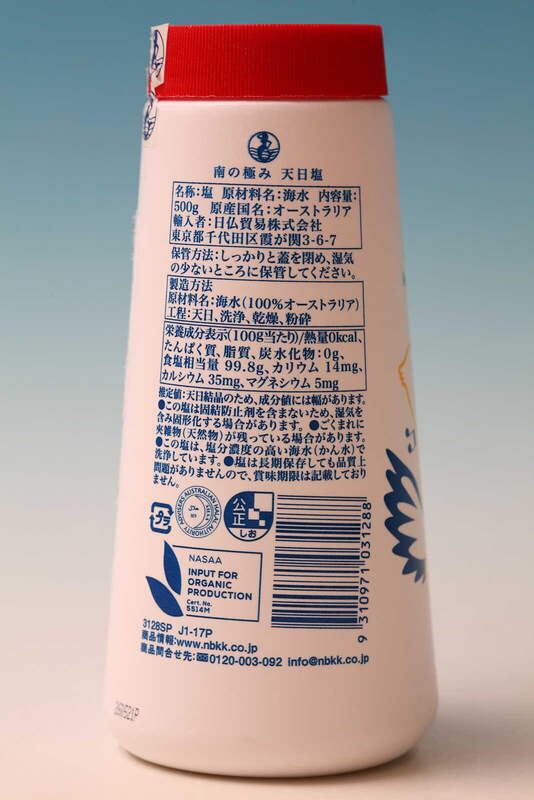 南の極み 天日塩
名称:塩 原材料名:海水 内容量:
500g 原産国名:オーストラリア
輸入者:日仏貿易株式会社
東京都千代田区霞が関3-6-7
保管方法:しっかりと蓋を閉め、湿気
の少ないところに保管してください。
製造方法
原材料名:海水(100%オーストラリア)
工程:天日、洗浄、乾燥、粉砕
栄養成分表示(100g当たり)/熱量0kcal、
たんぱく質、脂質、炭水化物:0g、
食塩相当量 99.8g、カリウム 14mg、
カルシウム 35mg、マグネシウム 5mg
推定値:天日結晶のため、成分値には幅があります。
●この塩は固結防止剤を含まないため、湿気を
含み固形化する場合があります。●ごくまれに
夾雑物(天然物)が残っている場合があります。
●この塩は、塩分濃度の高い海水(かん水)で
洗浄しています。●塩は長期保存しても品質上
問題がありませんので、賞味期限は記載しており
ません。
プラ
公正
しお
NASAA
INPUT FOR
ORGANIC
PRODUCTION
Cert. No.
5514M
9 310971 031288
3128SP J1-17P
商品情報:www.nbkk.co.jp
商品問合せ先:✉0120-003-092 info@nbkk.co.jp